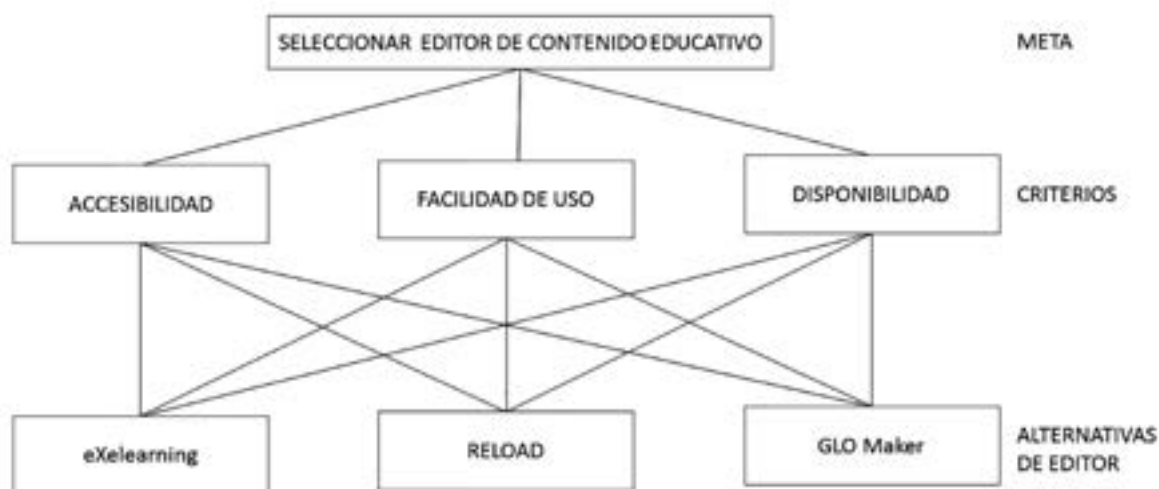 SELECCIONAR EDITOR DE CONTENIDO EDUCATIVO
META
ACCESIBILIDAD
FACILIDAD DE USO
DISPONIBILIDAD
CRITERIOS
eXelearning
RELOAD
GLO Maker
ALTERNATIVAS
DE EDITOR